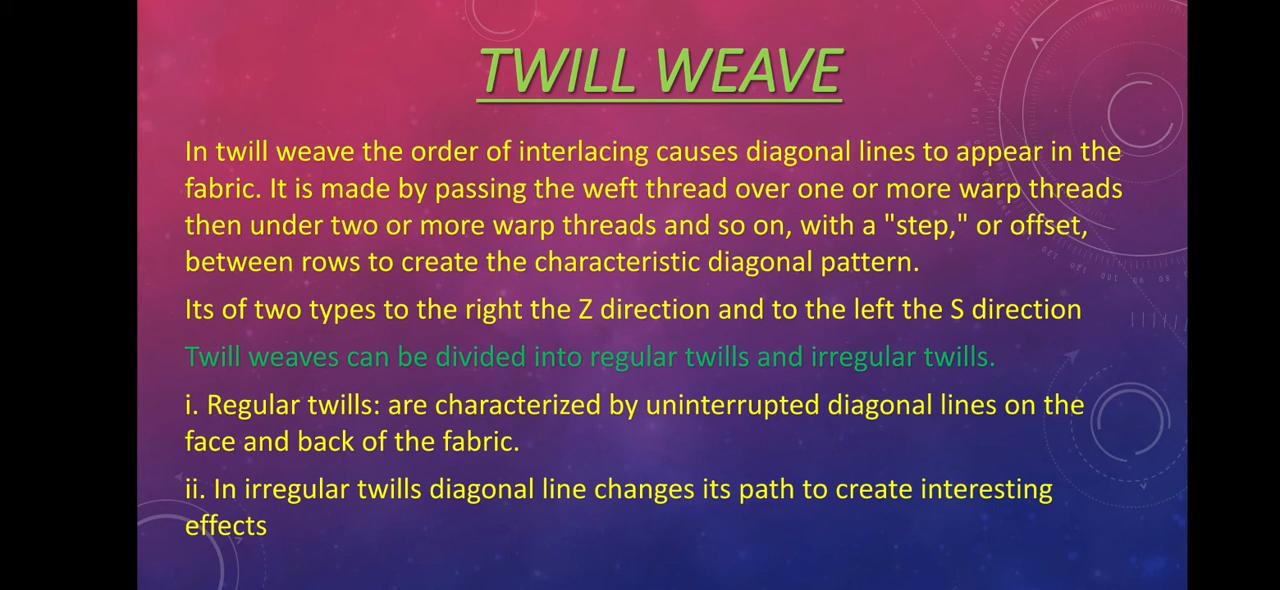 TWILL WEAVE
In twill weave the order of interlacing causes diagonal lines to appear in the
fabric. It is made by passing the weft thread over one or more warp threads
then under two or more warp threads and so on, with a "step," or offset,
between rows to create the characteristic diagonal pattern.
Its of two types to the right the Z direction and to the left the S direction
Twill weaves can be divided into regular twills and irregular twills.
i. Regular twills: are characterized by uninterrupted diagonal lines on the
face and back of the fabric.
ii. In irregular twills diagonal line changes its path to create interesting
effects